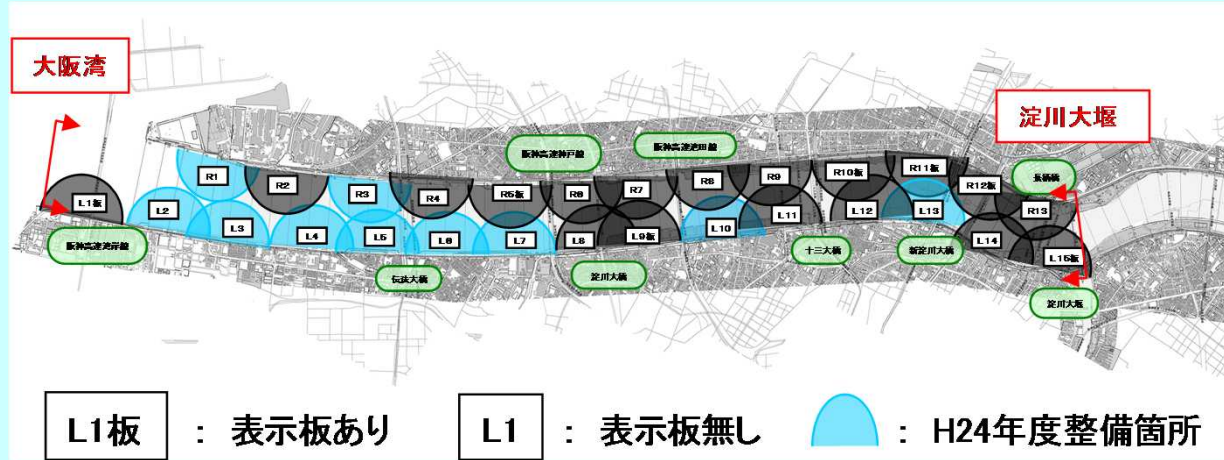 大阪湾
淀川大堰
阪神高速神戸線
阪神高速池田線
長柄橋
R1
R2
R3
R4
R5板
R6
R7
R8
R9
R10板
R11板
R12板
R13
L1板
L2
L3
L4
L5
L6
L7
L8
L9板
L10
L11
L12
L13
L14
L15板
阪神高速湾岸線
伝法大橋
淀川大橋
十三大橋
新淀川大橋
淀川大堰
L1板 : 表示板あり L1 : 表示板無し : H24年度整備箇所